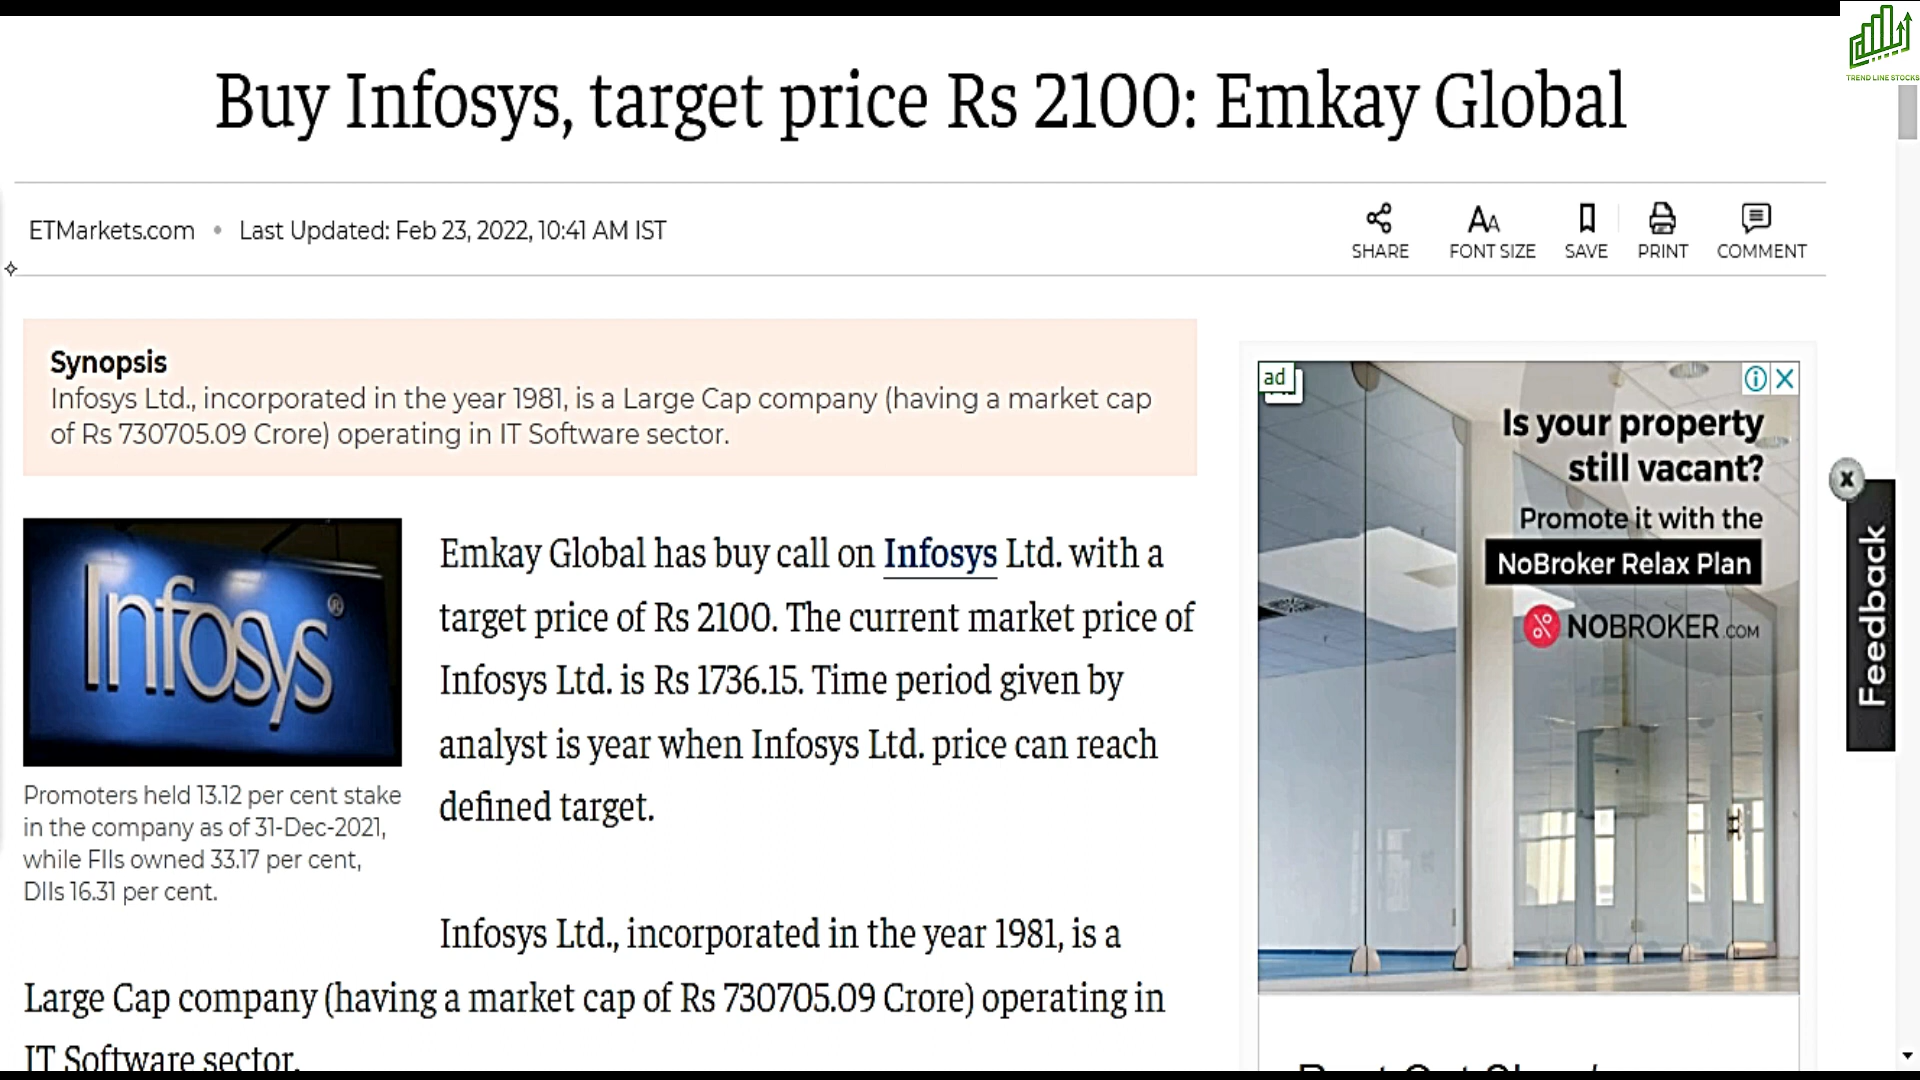 TREND LINE STOCKS
Buy Infosys, target price Rs 2100: Emkay Global
ETMarkets.com • Last Updated: Feb 23, 2022, 10:41 AM IST
SHARE
AA
FONT SIZE
SAVE
PRINT
COMMENT
Synopsis
Infosys Ltd., incorporated in the year 1981, is a Large Cap company (having a market cap
of Rs 730705.09 Crore) operating in IT Software sector.
Infosys®
Promoters held 13.12 per cent stake
in the company as of 31-Dec-2021,
while FIIs owned 33.17 per cent,
DIIs 16.31 per cent.
Emkay Global has buy call on Infosys Ltd. with a
target price of Rs 2100. The current market price of
Infosys Ltd. is Rs 1736.15. Time period given by
analyst is year when Infosys Ltd. price can reach
defined target.
Infosys Ltd., incorporated in the year 1981, is a
Large Cap company (having a market cap of Rs 730705.09 Crore) operating in
IT Software sector.
ad
Is your property
still vacant?
Promote it with the
NoBroker Relax Plan
NOBROKER.COM
x
Feedback